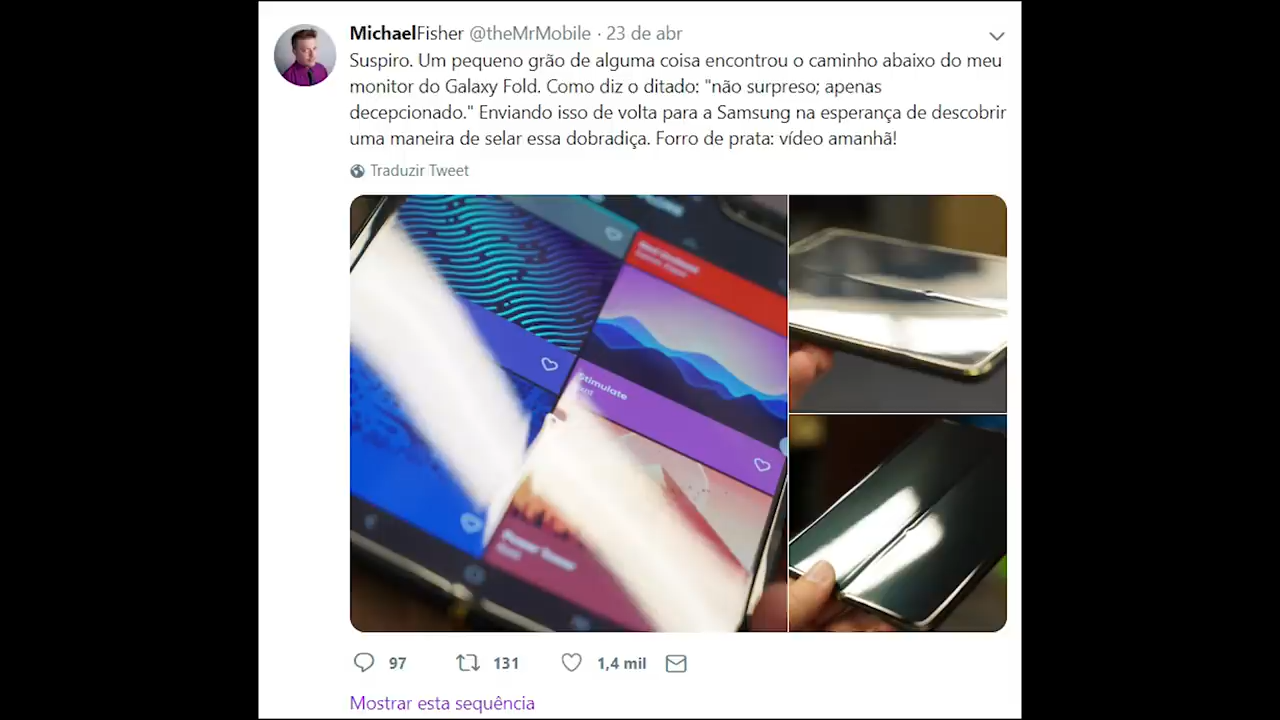 MichaelFisher @theMrMobile · 23 de abr
Suspiro. Um pequeno grão de alguma coisa encontrou o caminho abaixo do meu
monitor do Galaxy Fold. Como diz o ditado: "não surpreso; apenas
decepcionado." Enviando isso de volta para a Samsung na esperança de descobrir
uma maneira de selar essa dobradiça. Forro de prata: vídeo amanhã!
Traduzir Tweet
Stimulate
97 131 1,4 mil
Mostrar esta sequência